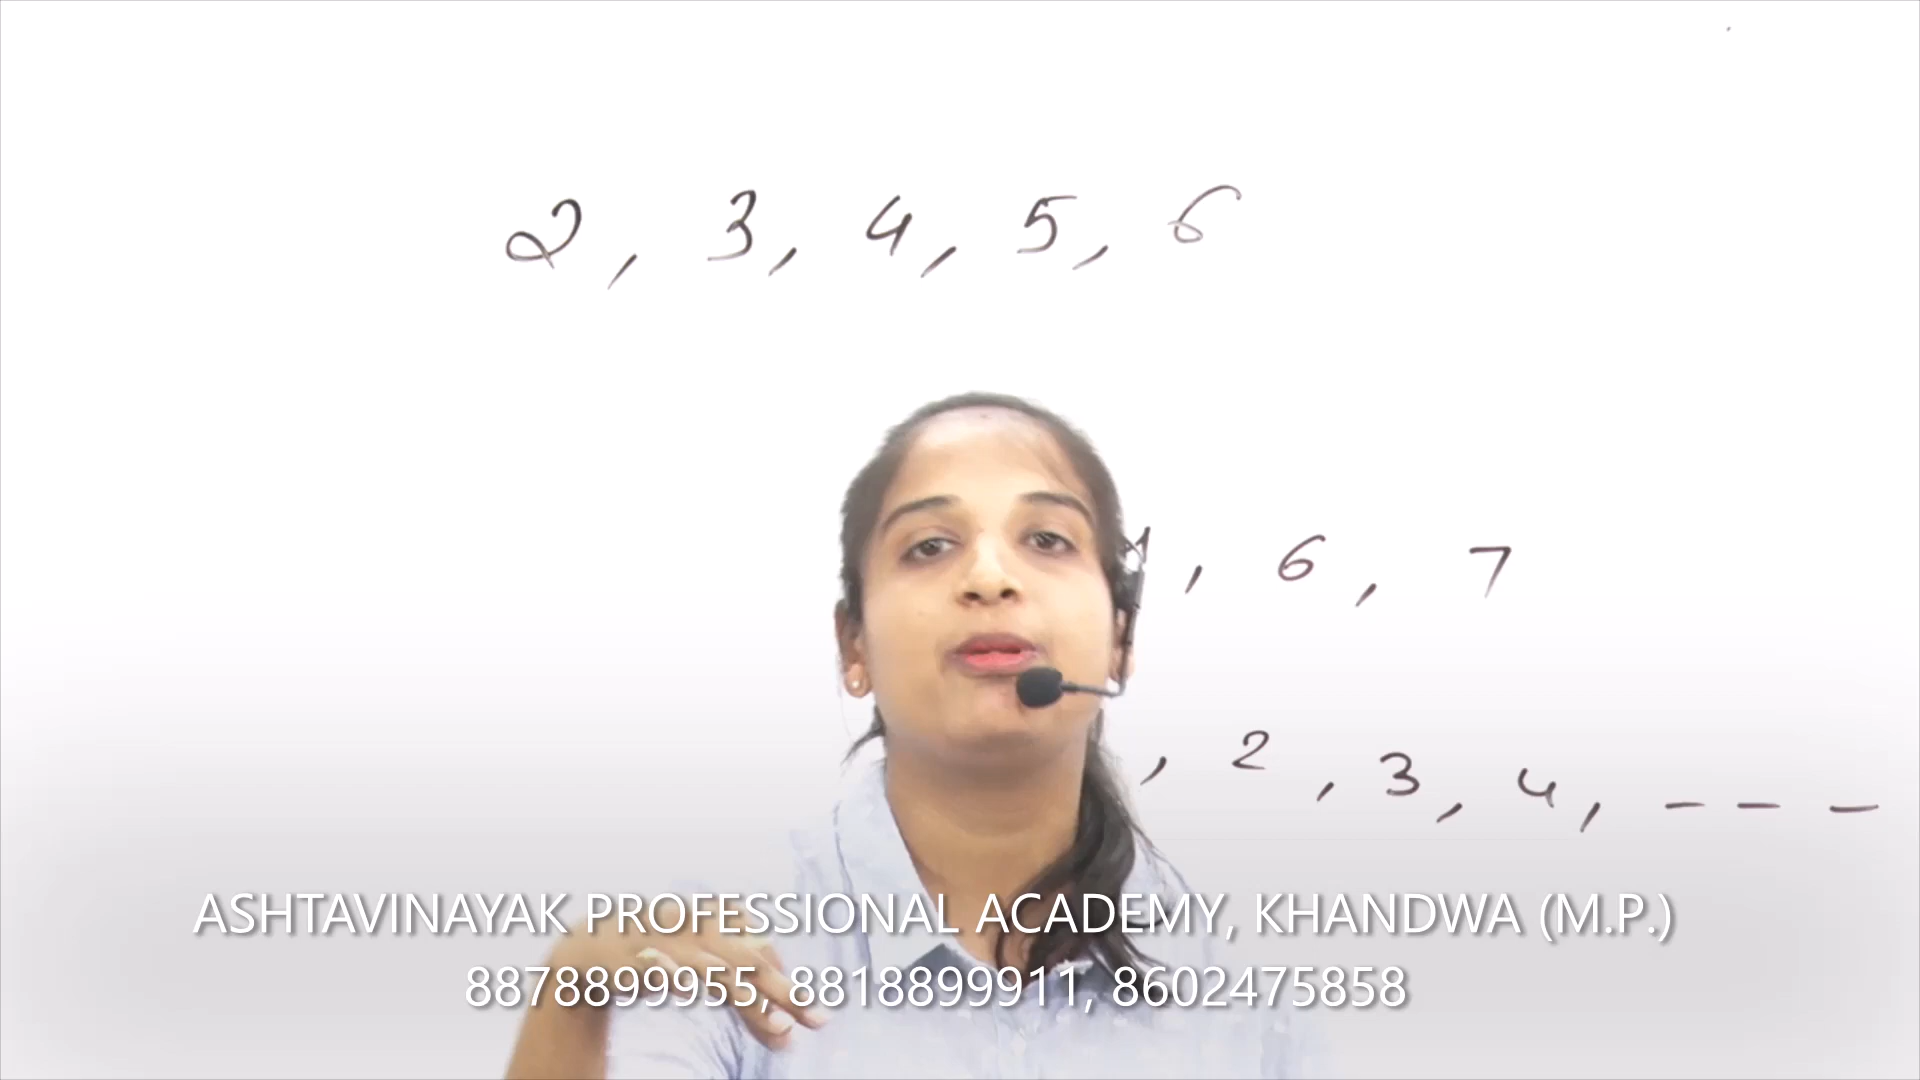 2, 3, 4, 5, 6
, 6, 7
, 2, 3, 4, - - -
ASHTAVINAYAK PROFESSIONAL ACADEMY, KHANDWA (M.P.)
8878899955, 8818899911, 8602475858